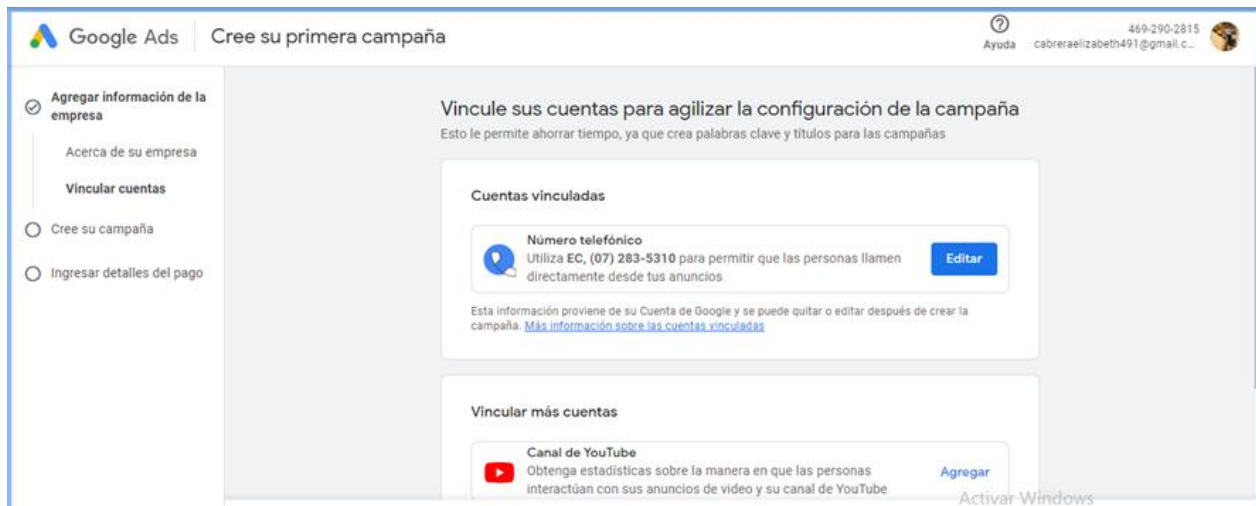 Google Ads
Cree su primera campaña
Ayuda
469-290-2815
cabreraelizabeth491@gmail.c...
Agregar información de la
empresa
Acerca de su empresa
Vincular cuentas
Cree su campaña
Ingresar detalles del pago
Vincule sus cuentas para agilizar la configuración de la campaña
Esto le permite ahorrar tiempo, ya que crea palabras clave y títulos para las campañas
Cuentas vinculadas
Número telefónico
Utiliza EC, (07) 283-5310 para permitir que las personas llamen
directamente desde tus anuncios
Editar
Esta información proviene de su Cuenta de Google y se puede quitar o editar después de crear la
campaña. Más información sobre las cuentas vinculadas
Vincular más cuentas
Canal de YouTube
Obtenga estadísticas sobre la manera en que las personas
interactúan con sus anuncios de video y su canal de YouTube
Agregar
Activar Windows